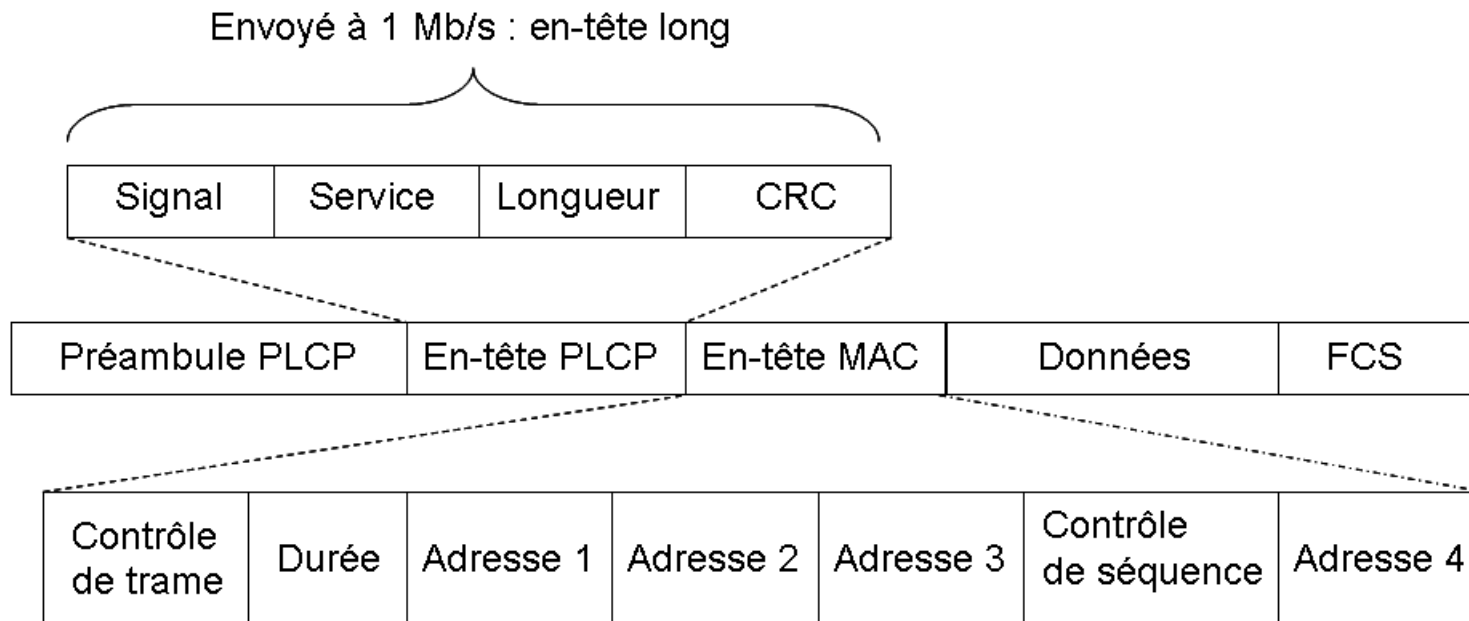 Envoyé à 1 Mb/s : en-tête long
Signal Service Longueur CRC
Préambule PLCP En-tête PLCP En-tête MAC Données FCS
Contrôle de trame Durée Adresse 1 Adresse 2 Adresse 3 Contrôle de séquence Adresse 4